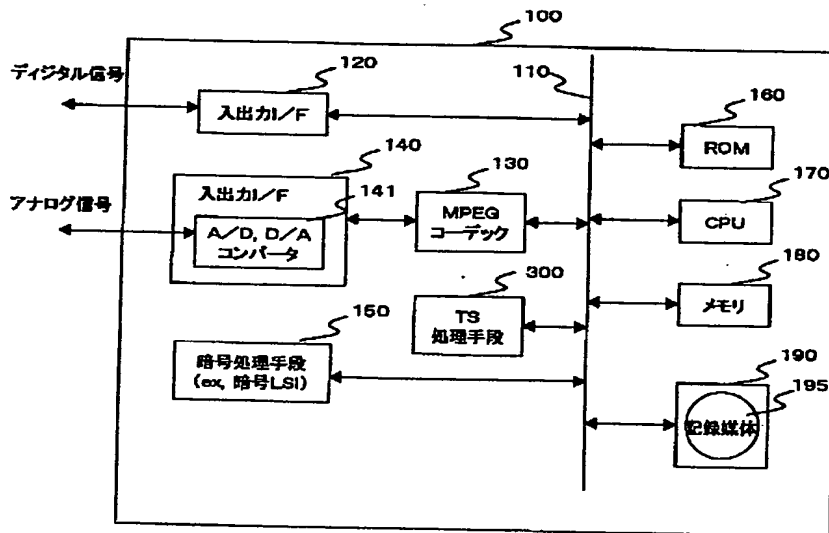 100
ディジタル信号
120
110
入出力I/F
160
ROM
140
アナログ信号
入出力I/F
141
A/D, D/A
コンバータ
130
MPEG
コーデック
170
CPU
300
TS
処理手段
180
メモリ
150
暗号処理手段
(ex, 暗号LSI)
190
195
記録媒体